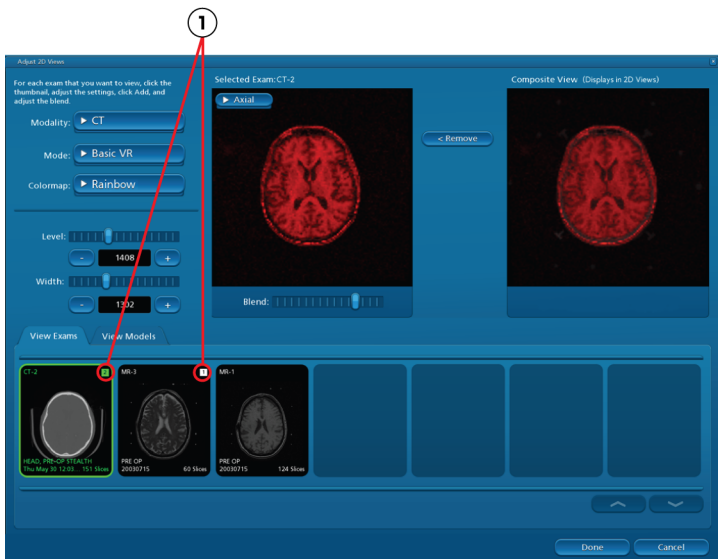 1
Adjust 2D Views
x
For each exam that you want to view, click the
thumbnail, adjust the settings, click Add, and
adjust the blend.
Modality: CT
Mode: Basic VR
Colormap: Rainbow
Level:
- 1408 +
Width:
- 1302 +
Selected Exam:CT-2
Axial
Blend:
< Remove
Composite View (Displays in 2D Views)
View Exams
View Models
CT-2 2
HEAD, PRE-OP STEALTH
Thu May 30 12:03... 151 Slices
MR-3 1
PRE OP
20030715 60 Slices
MR-1
PRE OP
20030715 124 Slices
Done
Cancel